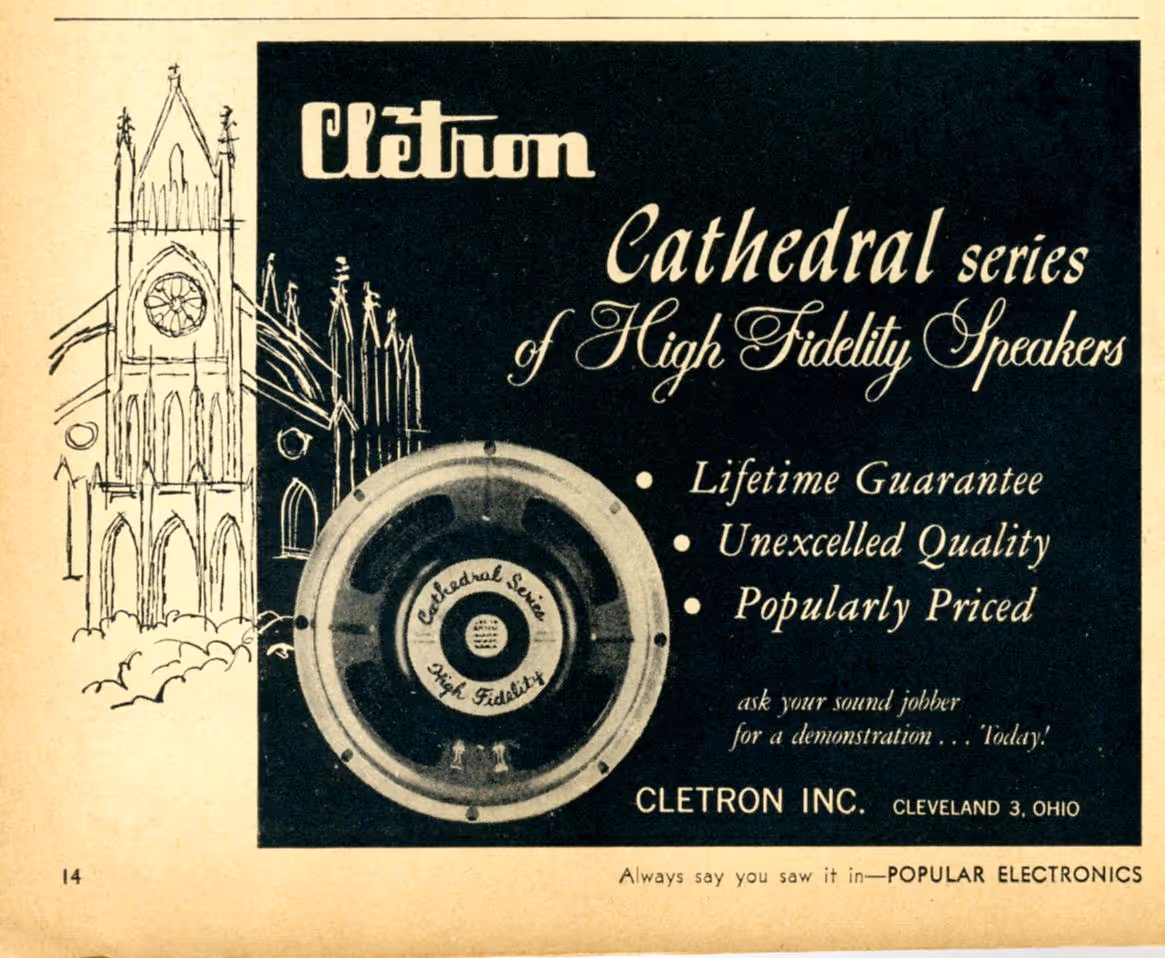 Cletron
Cathedral series
of High Fidelity Speakers
• Lifetime Guarantee
• Unexcelled Quality
• Popularly Priced
Cathedral Series
High Fidelity
ask your sound jobber
for a demonstration . . . Today!
CLETRON INC. CLEVELAND 3, OHIO
14
Always say you saw it in—POPULAR ELECTRONICS